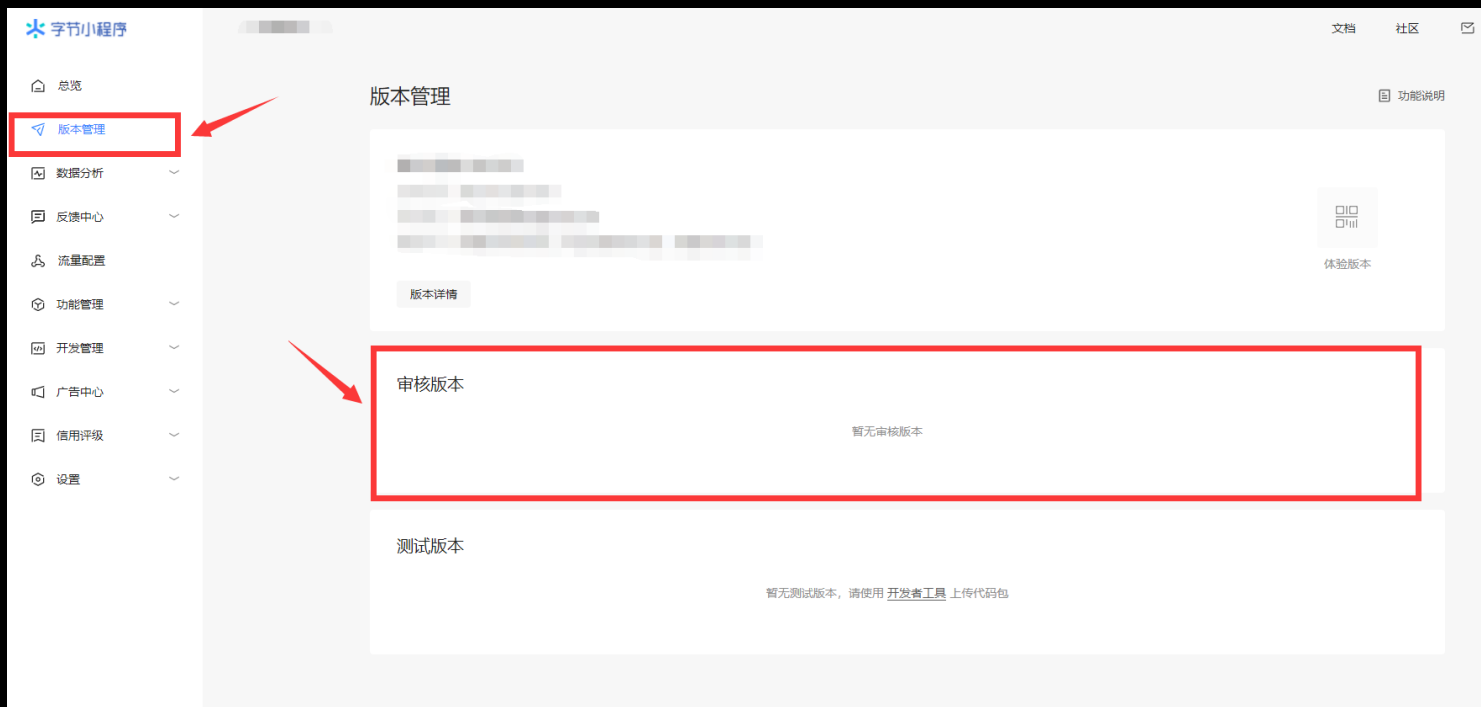 字节小程序
文档 社区
总览
版本管理
数据分析
反馈中心
流量配置
功能管理
开发管理
广告中心
信用评级
设置
版本管理
功能说明
体验版本
版本详情
审核版本
暂无审核版本
测试版本
暂无测试版本，请使用 开发者工具 上传代码包